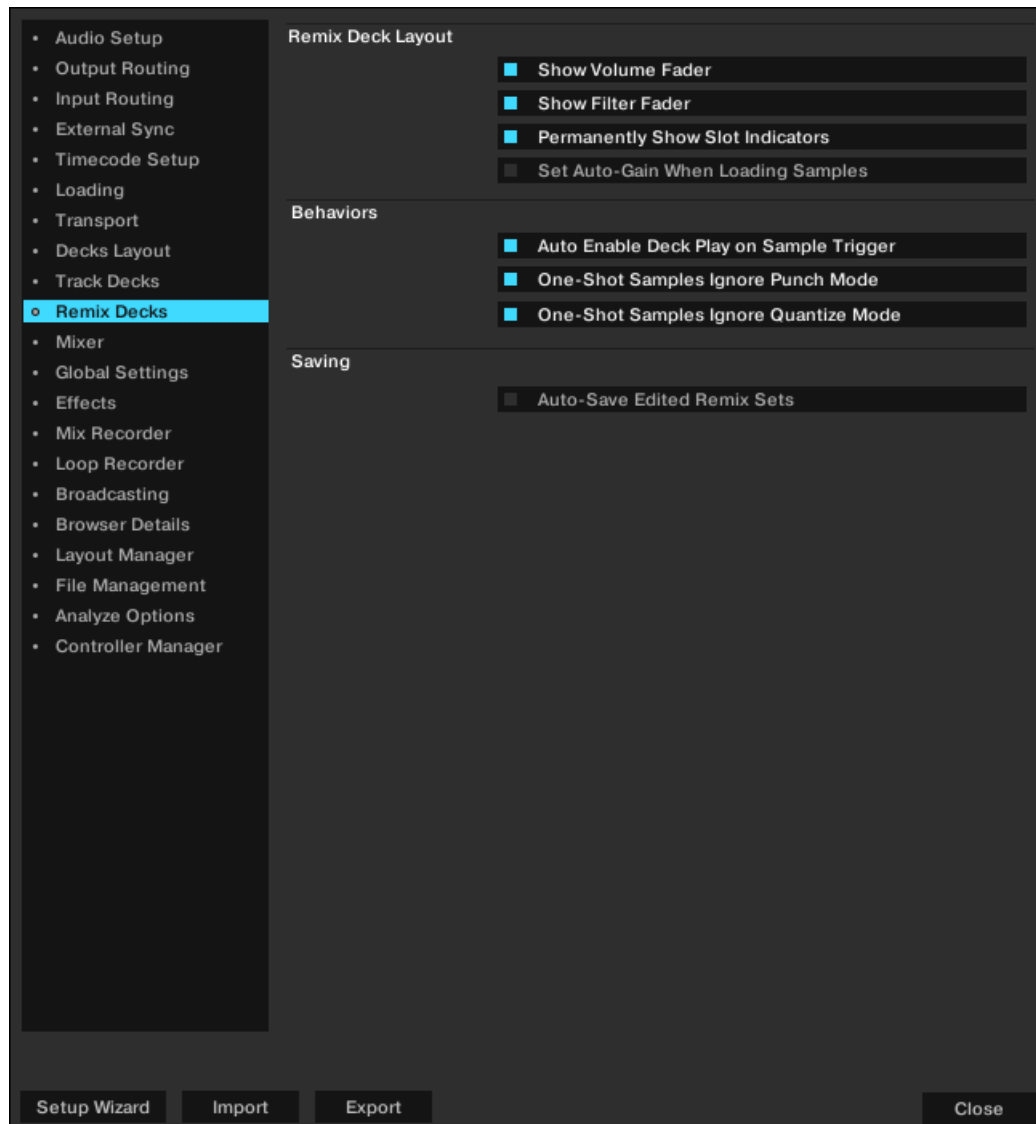 Audio Setup
Output Routing
Input Routing
External Sync
Timecode Setup
Loading
Transport
Decks Layout
Track Decks
Remix Decks
Mixer
Global Settings
Effects
Mix Recorder
Loop Recorder
Broadcasting
Browser Details
Layout Manager
File Management
Analyze Options
Controller Manager
Remix Deck Layout
Show Volume Fader
Show Filter Fader
Permanently Show Slot Indicators
Set Auto-Gain When Loading Samples
Behaviors
Auto Enable Deck Play on Sample Trigger
One-Shot Samples Ignore Punch Mode
One-Shot Samples Ignore Quantize Mode
Saving
Auto-Save Edited Remix Sets
Setup Wizard
Import
Export
Close